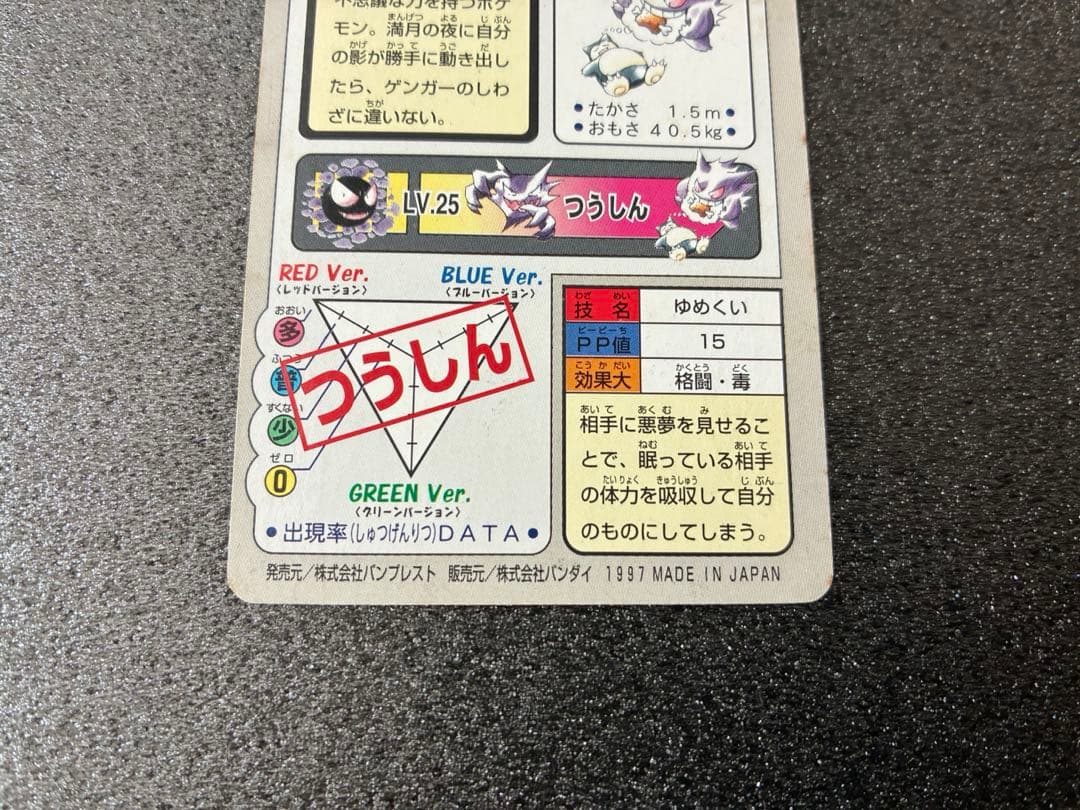 不思議な力を持つポケ
モン。満月の夜に自分
の影が勝手に動き出し
たら、ゲンガーのしわ
ざに違いない。
•たかさ 1.5m•
•おもさ 40.5kg•
LV.25 つうしん
RED Ver.
〈レッドバージョン〉
BLUE Ver.
〈ブルーバージョン〉
おおい
多
ふつう
普
すくない
少
ゼロ
0
つうしん
GREEN Ver.
〈グリーンバージョン〉
•出現率(しゅつげんりつ)DATA•
技名 ゆめくい
PP値 15
効果大 格闘・毒
相手に悪夢を見せるこ
とで、眠っている相手
の体力を吸収して自分
のものにしてしまう。
発売元/株式会社バンプレスト 販売元/株式会社バンダイ 1997 MADE IN JAPAN